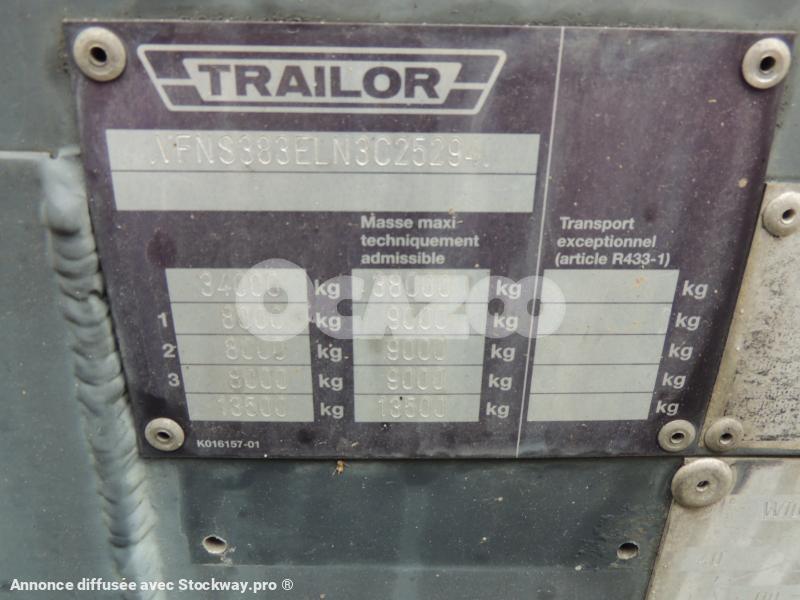 TRAILOR
Masse maxi techniquement admissible
Transport exceptionnel (article R433-1)
34000 kg 38000 kg kg
1 8000 kg 9000 kg kg
2 8000 kg 9000 kg kg
3 8000 kg 9000 kg kg
13500 kg 13500 kg kg
K016157-01
OCAZOO
Annonce diffusée avec Stockway.pro ®